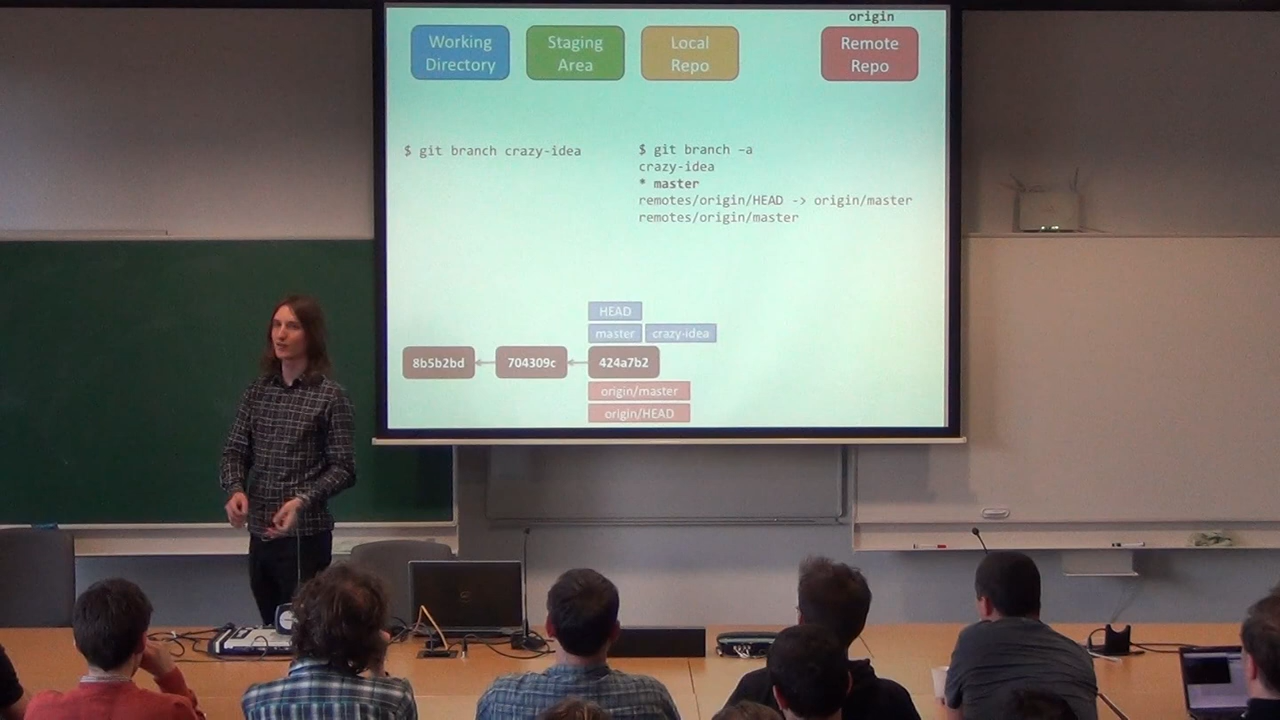 origin
Working
Directory
Staging
Area
Local
Repo
Remote
Repo
$ git branch crazy-idea
$ git branch –a
crazy-idea
* master
remotes/origin/HEAD -> origin/master
remotes/origin/master
HEAD
master
crazy-idea
8b5b2bd
704309c
424a7b2
origin/master
origin/HEAD